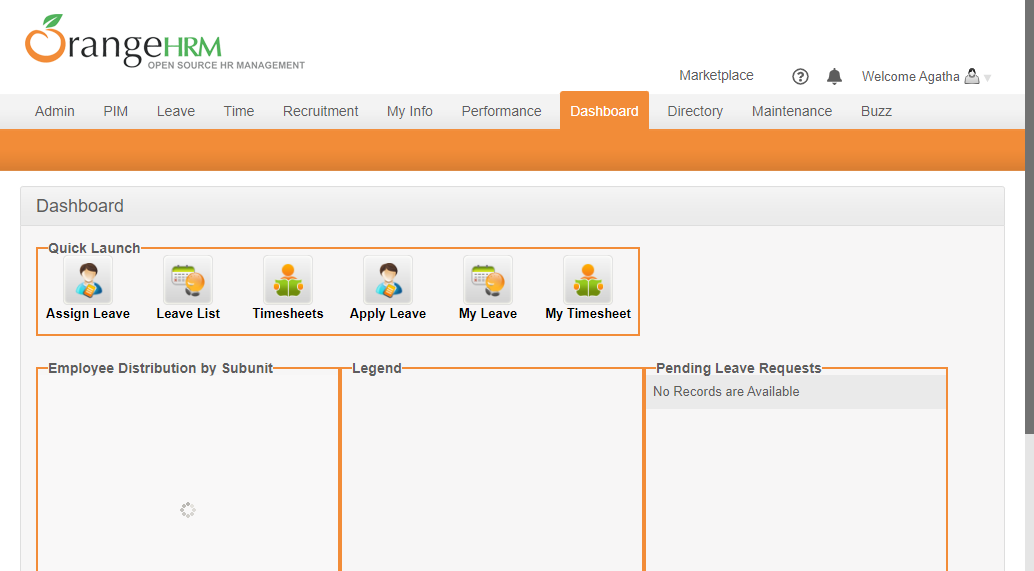 OrangeHRM
OPEN SOURCE HR MANAGEMENT
Marketplace ? Welcome Agatha
Admin PIM Leave Time Recruitment My Info Performance Dashboard Directory Maintenance Buzz
Dashboard
Quick Launch
Assign Leave Leave List Timesheets Apply Leave My Leave My Timesheet
Employee Distribution by Subunit Legend Pending Leave Requests
No Records are Available